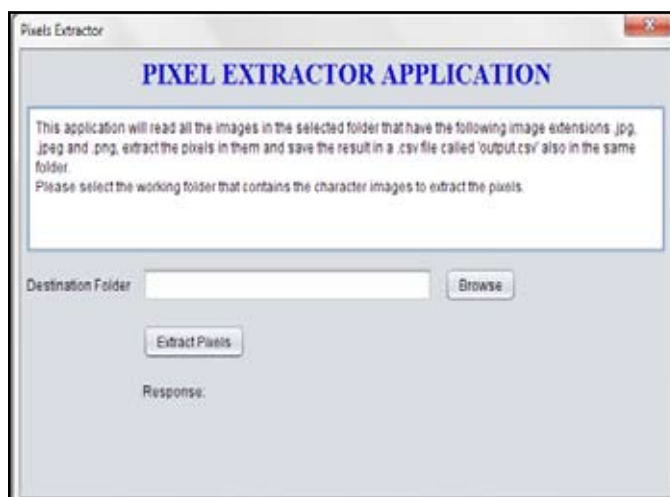 Pixels Extractor
PIXEL EXTRACTOR APPLICATION
This application will read all the images in the selected folder that have the following image extensions .jpg,
.jpeg and .png, extract the pixels in them and save the result in a .csv file called 'output.csv' also in the same
folder.
Please select the working folder that contains the character images to extract the pixels.
Destination Folder
Browse
Extract Pixels
Response: